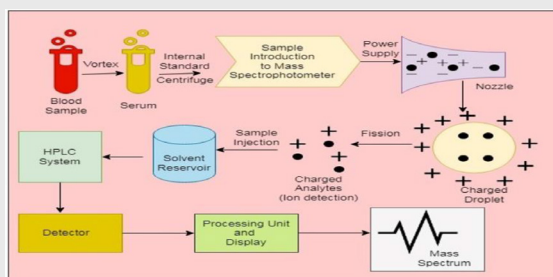 Blood
Sample
Vortex
Serum
Internal
Standard
Centrifuge
Sample
Introduction
to Mass
Spectrophotometer
Power
Supply
Nozzle
Charged
Droplet
Fission
Charged
Analytes
(Ion detection)
Sample
Injection
Solvent
Reservoir
HPLC
System
Detector
Processing Unit
and
Display
Mass
Spectrum